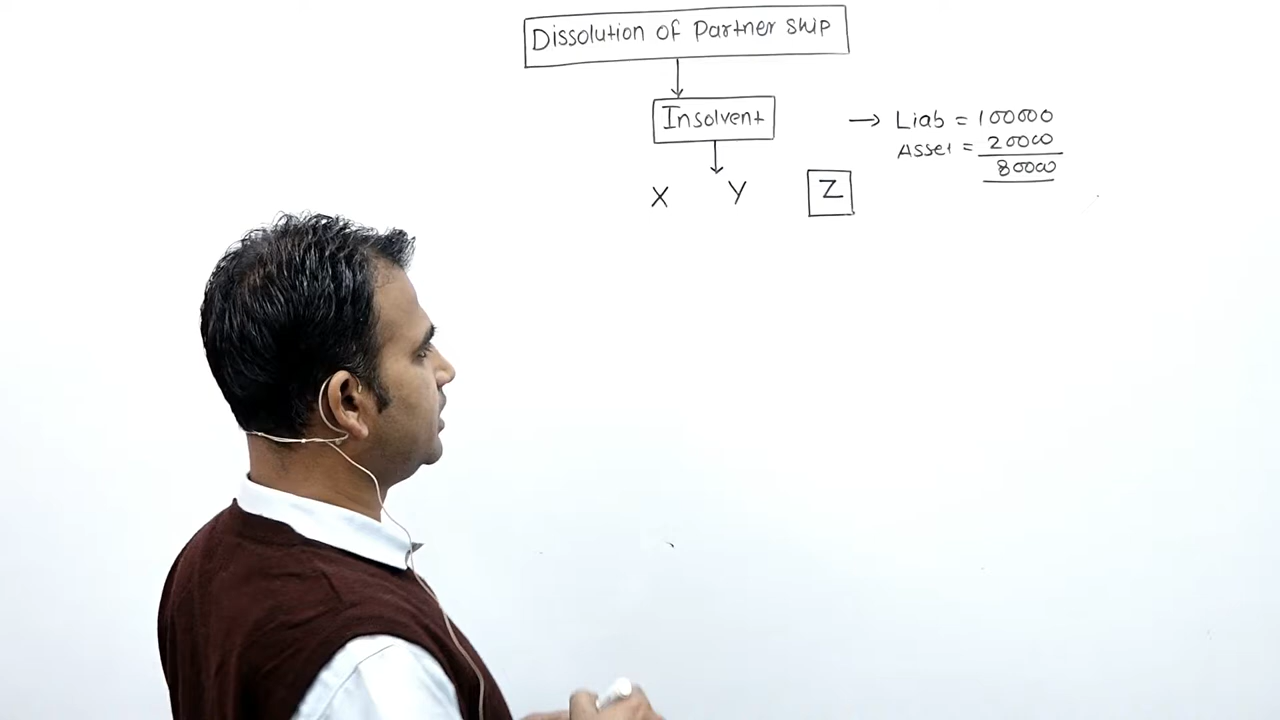 Dissolution of Partner ship
Insolvent
→ Liab = 100000
Asset = 20000
80000
X Y Z